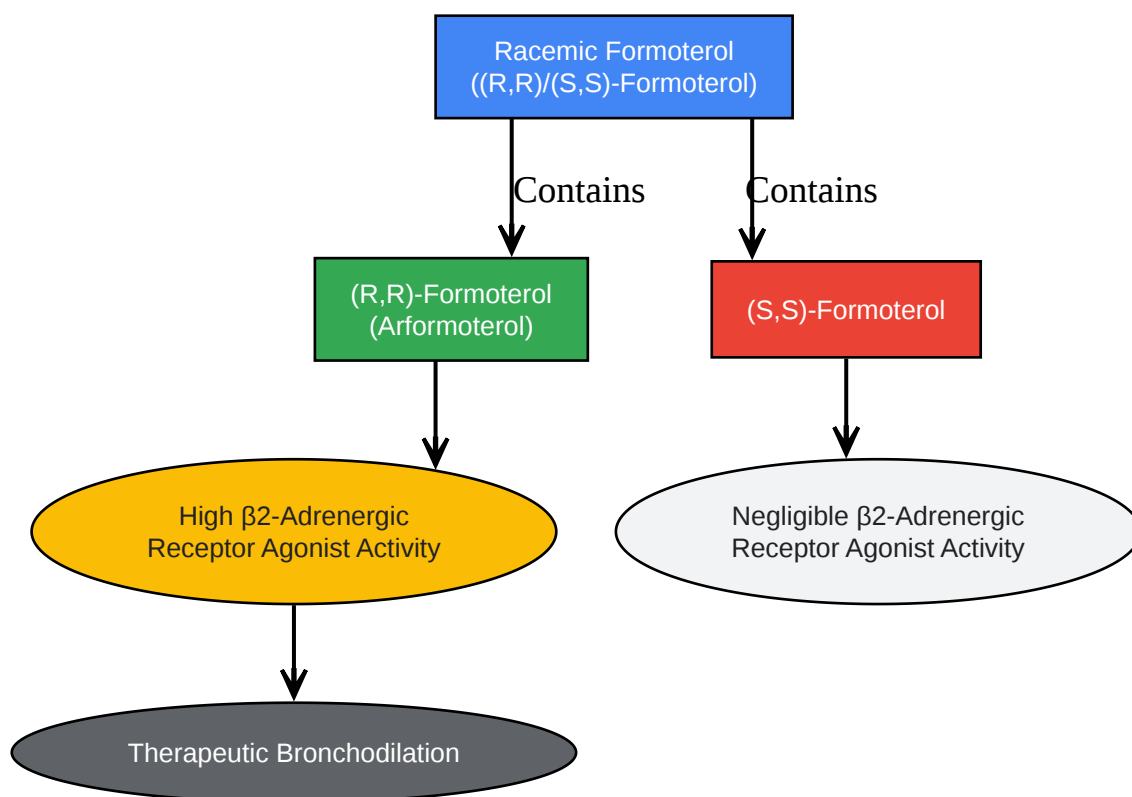 Racemic Formoterol
((R,R)/(S,S)-Formoterol)
Contains
Contains
(R,R)-Formoterol
(Arformoterol)
(S,S)-Formoterol
High β2-Adrenergic
Receptor Agonist Activity
Negligible β2-Adrenergic
Receptor Agonist Activity
Therapeutic Bronchodilation